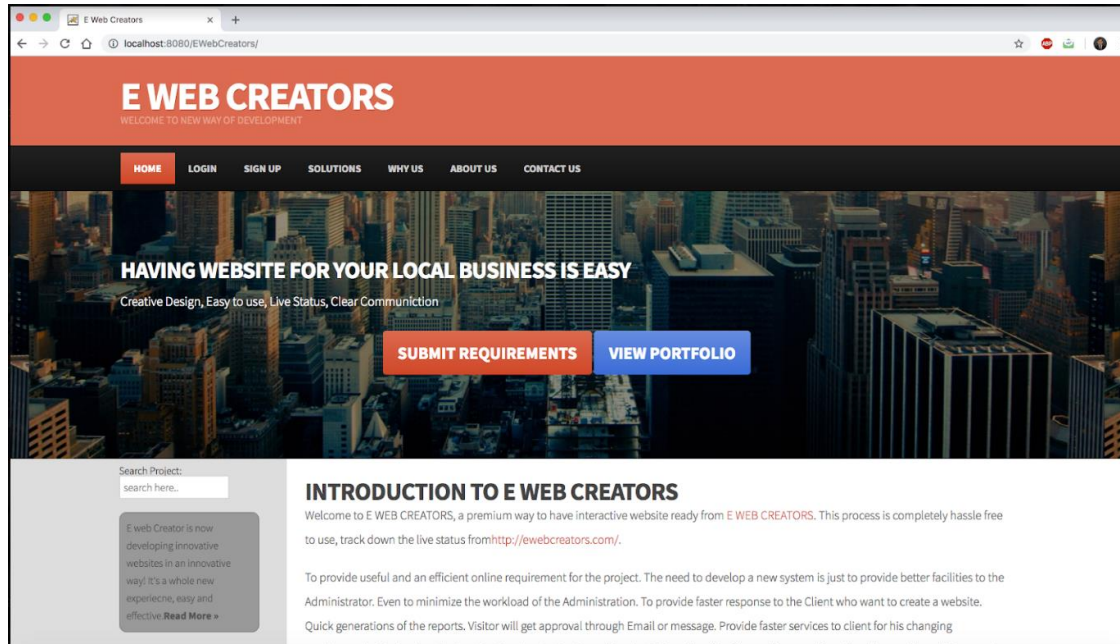 E Web Creators
localhost:8080/EWebCreators/
ABP
E WEB CREATORS
WELCOME TO NEW WAY OF DEVELOPMENT
HOME LOGIN SIGN UP SOLUTIONS WHY US ABOUT US CONTACT US
HAVING WEBSITE FOR YOUR LOCAL BUSINESS IS EASY
Creative Design, Easy to use, Live Status, Clear Communiction
SUBMIT REQUIREMENTS VIEW PORTFOLIO
Search Project:
search here..
E web Creator is now
developing innovative
websites in an innovative
way! It's a whole new
experiecne, easy and
effective.Read More »
INTRODUCTION TO E WEB CREATORS
Welcome to E WEB CREATORS, a premium way to have interactive website ready from E WEB CREATORS. This process is completely hassle free
to use, track down the live status fromhttp://ewebcreators.com/.
To provide useful and an efficient online requirement for the project. The need to develop a new system is just to provide better facilities to the
Administrator. Even to minimize the workload of the Administration. To provide faster response to the Client who want to create a website.
Quick generations of the reports. Visitor will get approval through Email or message. Provide faster services to client for his changing